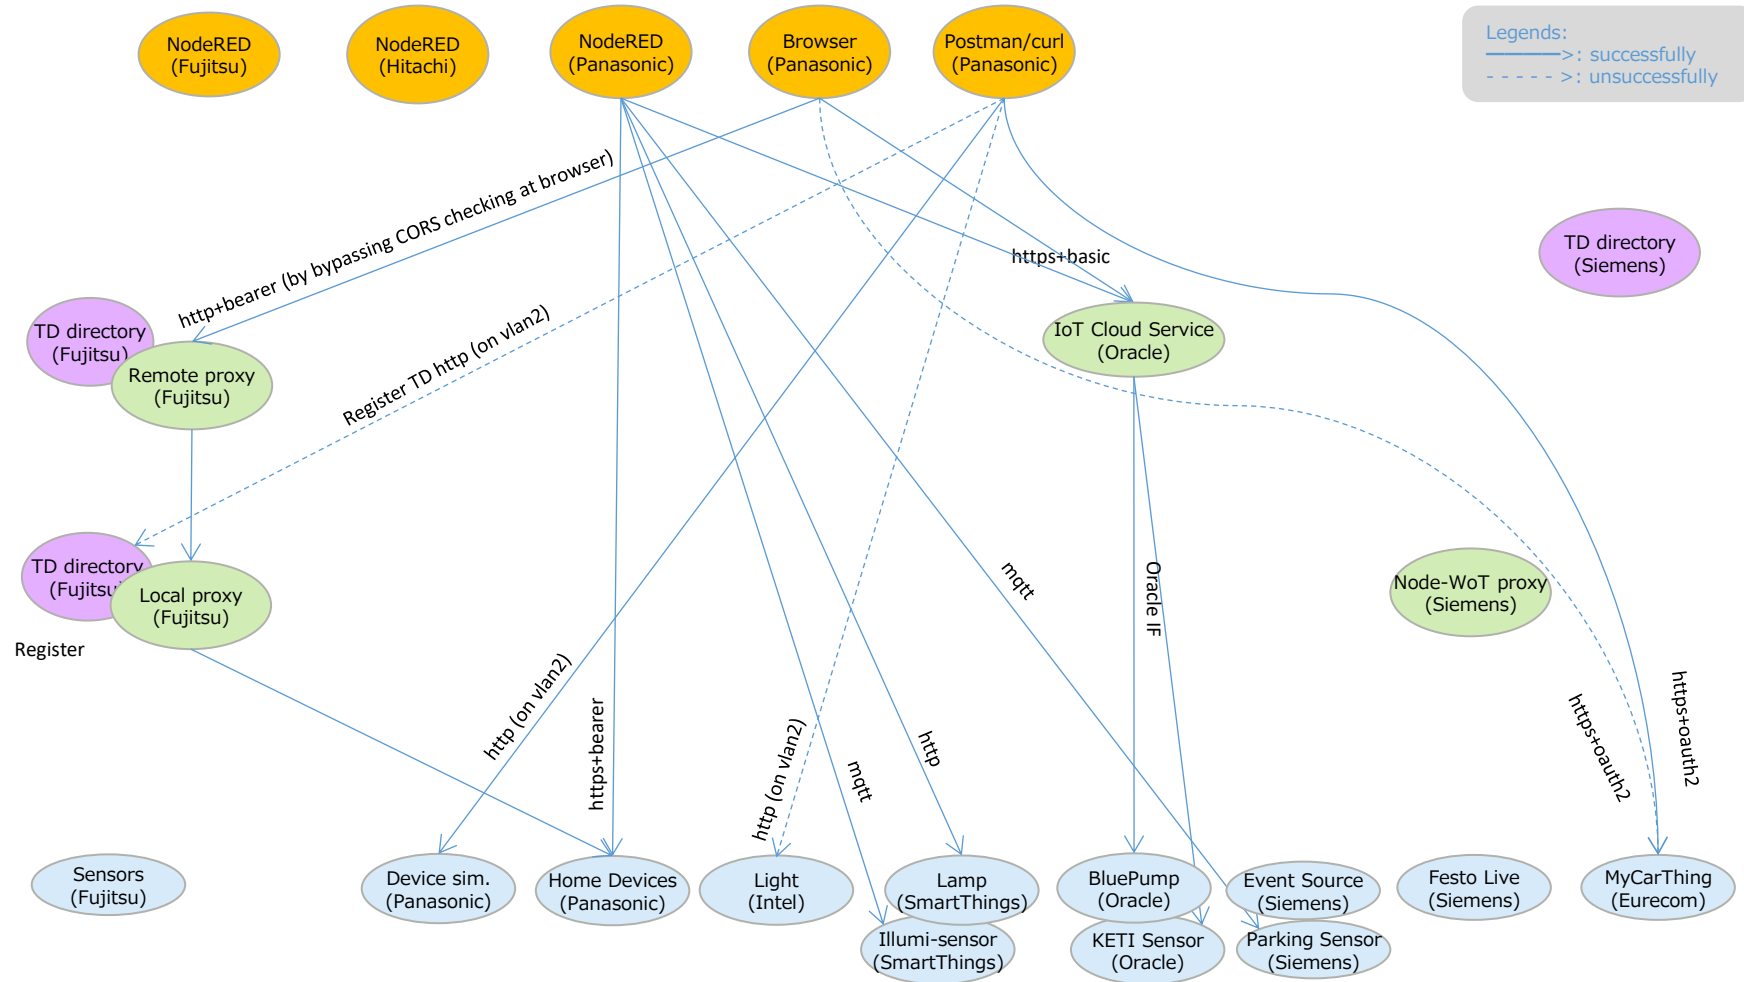 NodeRED
(Fujitsu)
NodeRED
(Hitachi)
NodeRED
(Panasonic)
Browser
(Panasonic)
Postman/curl
(Panasonic)
Legends:
>: successfully
- - - - - >: unsuccessfully
http+bearer (by bypassing CORS checking at browser)
https+basic
TD directory
(Siemens)
TD directory
(Fujitsu)
Remote proxy
(Fujitsu)
Register TD http (on vlan2)
IoT Cloud Service
(Oracle)
TD directory
(Fujitsu)
Local proxy
(Fujitsu)
Register
mqtt
Oracle IF
Node-WoT proxy
(Siemens)
http (on vlan2)
https+bearer
mqtt
http
http (on vlan2)
https+oauth2
https+oauth2
Sensors
(Fujitsu)
Device sim.
(Panasonic)
Home Devices
(Panasonic)
Light
(Intel)
Lamp
(SmartThings)
Illumi-sensor
(SmartThings)
BluePump
(Oracle)
KETI Sensor
(Oracle)
Event Source
(Siemens)
Parking Sensor
(Siemens)
Festo Live
(Siemens)
MyCarThing
(Eurecom)